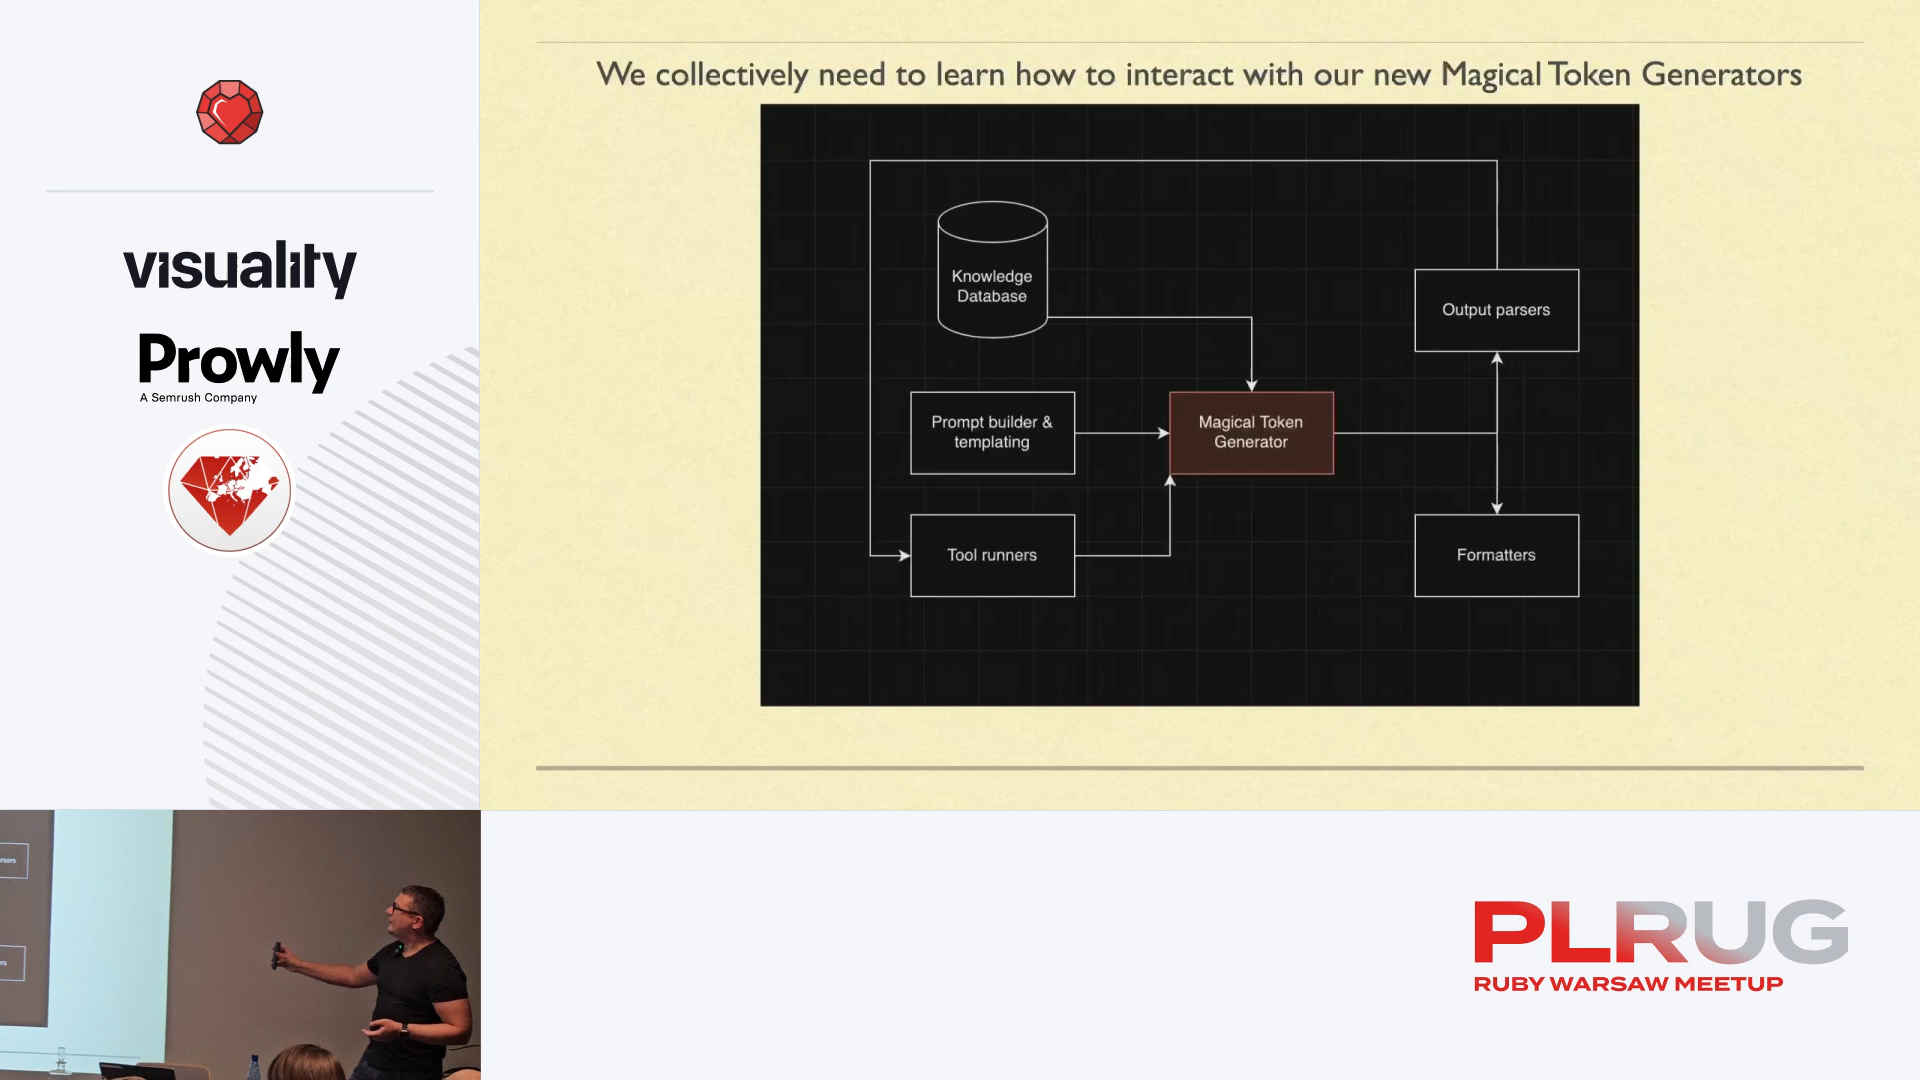 visuality
Prowly
A Semrush Company
We collectively need to learn how to interact with our new Magical Token Generators
Knowledge
Database
Output parsers
Prompt builder &
templating
Magical Token
Generator
Tool runners
Formatters
PLRUG
RUBY WARSAW MEETUP